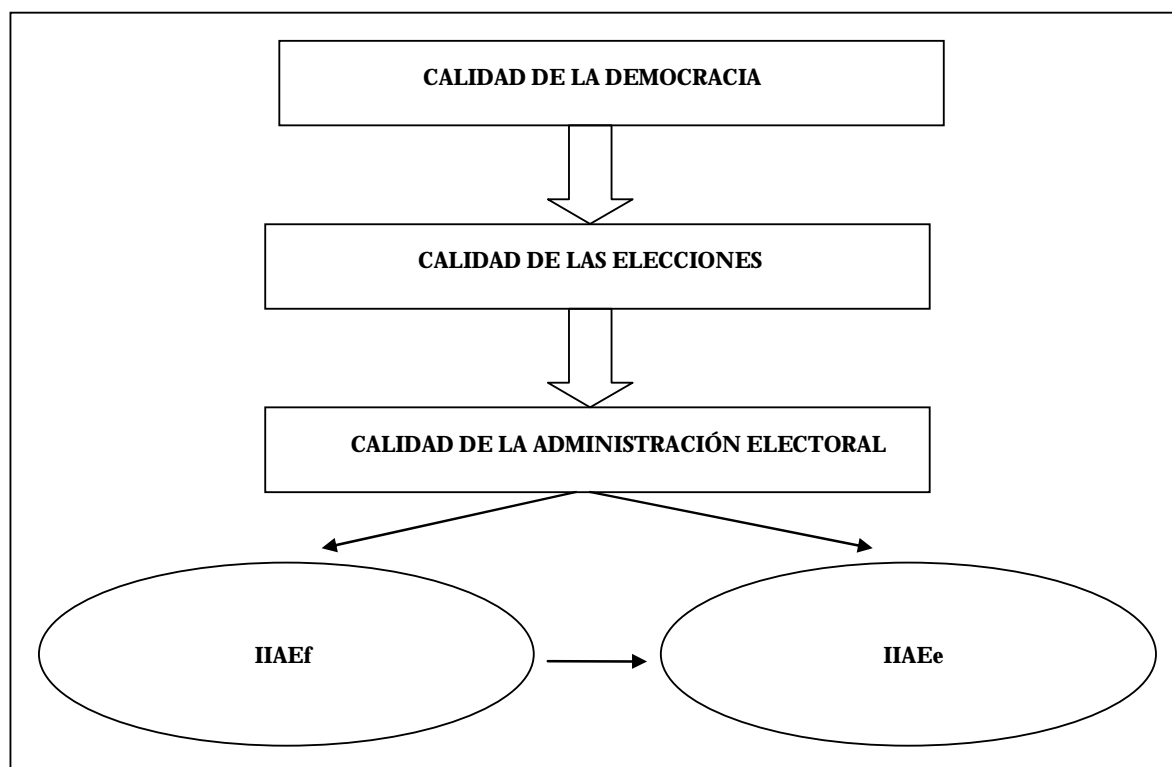 CALIDAD DE LA DEMOCRACIA
CALIDAD DE LAS ELECCIONES
CALIDAD DE LA ADMINISTRACIÓN ELECTORAL
IIAEf
IIAEe